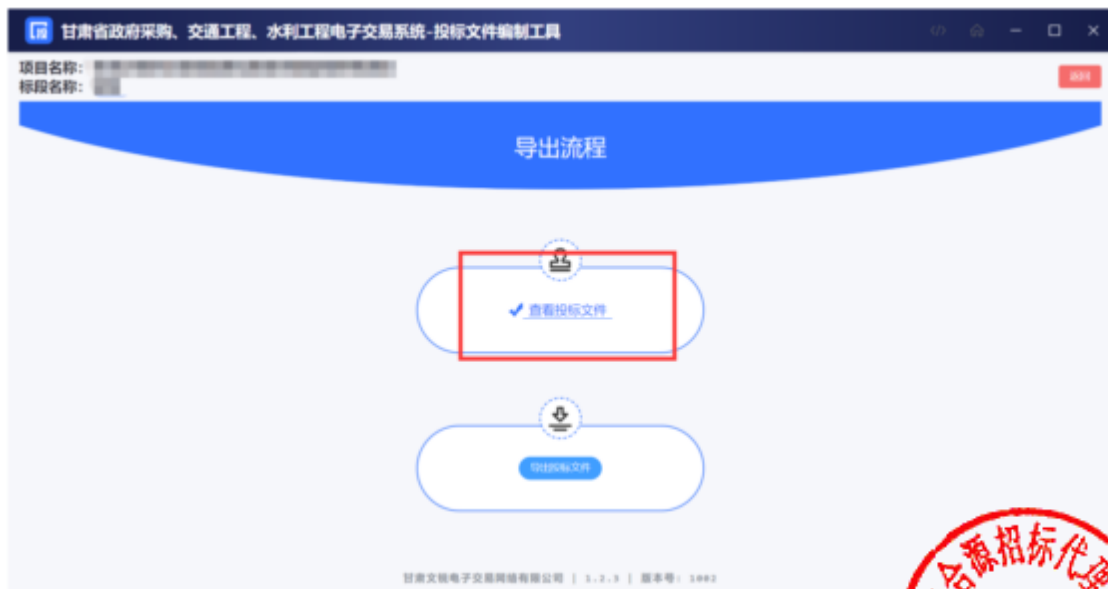 甘肃省政府采购、交通工程、水利工程电子交易系统-投标文件编制工具
项目名称：
标段名称：
返回
导出流程
查看投标文件
导出投标文件
甘肃文锐电子交易网络有限公司 | 1.2.3 | 版本号: 1002
源招标代理